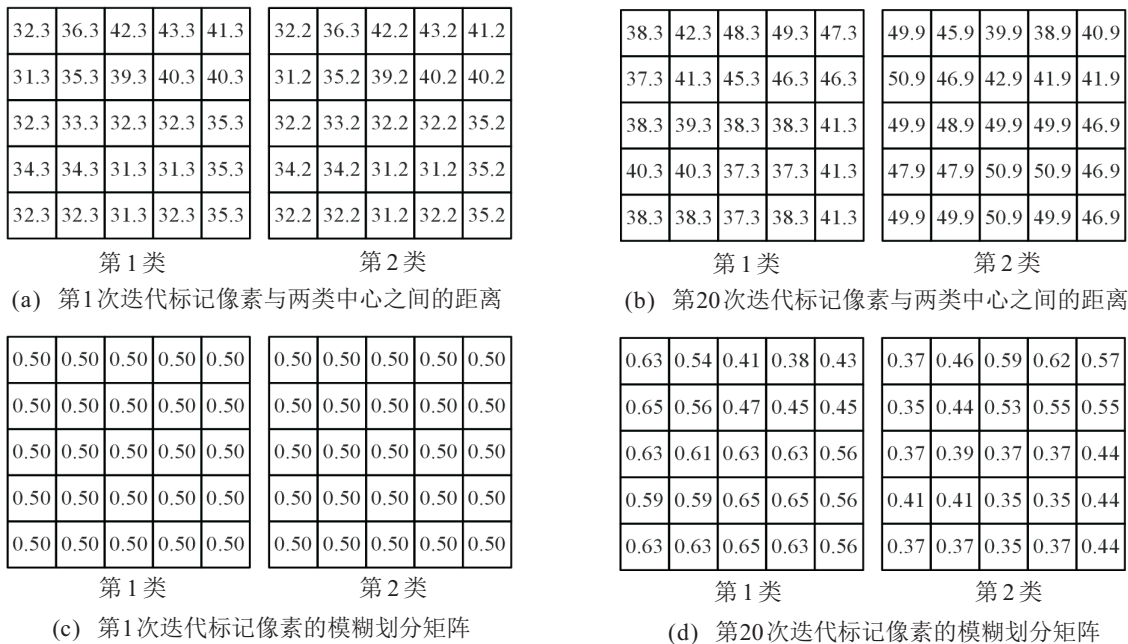 32.3 36.3 42.3 43.3 41.3
31.3 35.3 39.3 40.3 40.3
32.3 33.3 32.3 32.3 35.3
34.3 34.3 31.3 31.3 35.3
32.3 32.3 31.3 32.3 35.3
第1类
32.2 36.3 42.2 43.2 41.2
31.2 35.2 39.2 40.2 40.2
32.2 33.2 32.2 32.2 35.2
34.2 34.2 31.2 31.2 35.2
32.2 32.2 31.2 32.2 35.2
第2类
(a) 第1次迭代标记像素与两类中心之间的距离
38.3 42.3 48.3 49.3 47.3
37.3 41.3 45.3 46.3 46.3
38.3 39.3 38.3 38.3 41.3
40.3 40.3 37.3 37.3 41.3
38.3 38.3 37.3 38.3 41.3
第1类
49.9 45.9 39.9 38.9 40.9
50.9 46.9 42.9 41.9 41.9
49.9 48.9 49.9 49.9 46.9
47.9 47.9 50.9 50.9 46.9
49.9 49.9 50.9 49.9 46.9
第2类
(b) 第20次迭代标记像素与两类中心之间的距离
0.50 0.50 0.50 0.50 0.50
0.50 0.50 0.50 0.50 0.50
0.50 0.50 0.50 0.50 0.50
0.50 0.50 0.50 0.50 0.50
0.50 0.50 0.50 0.50 0.50
第1类
0.50 0.50 0.50 0.50 0.50
0.50 0.50 0.50 0.50 0.50
0.50 0.50 0.50 0.50 0.50
0.50 0.50 0.50 0.50 0.50
0.50 0.50 0.50 0.50 0.50
第2类
(c) 第1次迭代标记像素的模糊划分矩阵
0.63 0.54 0.41 0.38 0.43
0.65 0.56 0.47 0.45 0.45
0.63 0.61 0.63 0.63 0.56
0.59 0.59 0.65 0.65 0.56
0.63 0.63 0.65 0.63 0.56
第1类
0.37 0.46 0.59 0.62 0.57
0.35 0.44 0.53 0.55 0.55
0.37 0.39 0.37 0.37 0.44
0.41 0.41 0.35 0.35 0.44
0.37 0.37 0.35 0.37 0.44
第2类
(d) 第20次迭代标记像素的模糊划分矩阵